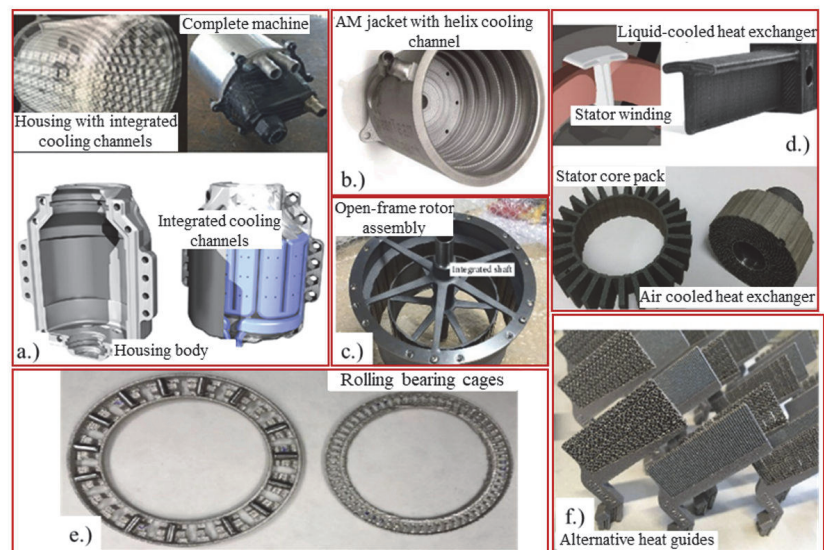 Complete machine
Housing with integrated
cooling channels
Integrated cooling
channels
Housing body
a.)
AM jacket with helix cooling
channel
b.)
Open-frame rotor
assembly
Integrated shaft
c.)
Liquid-cooled heat exchanger
Stator winding
d.)
Stator core pack
Air cooled heat exchanger
Rolling bearing cages
e.)
f.)
Alternative heat guides